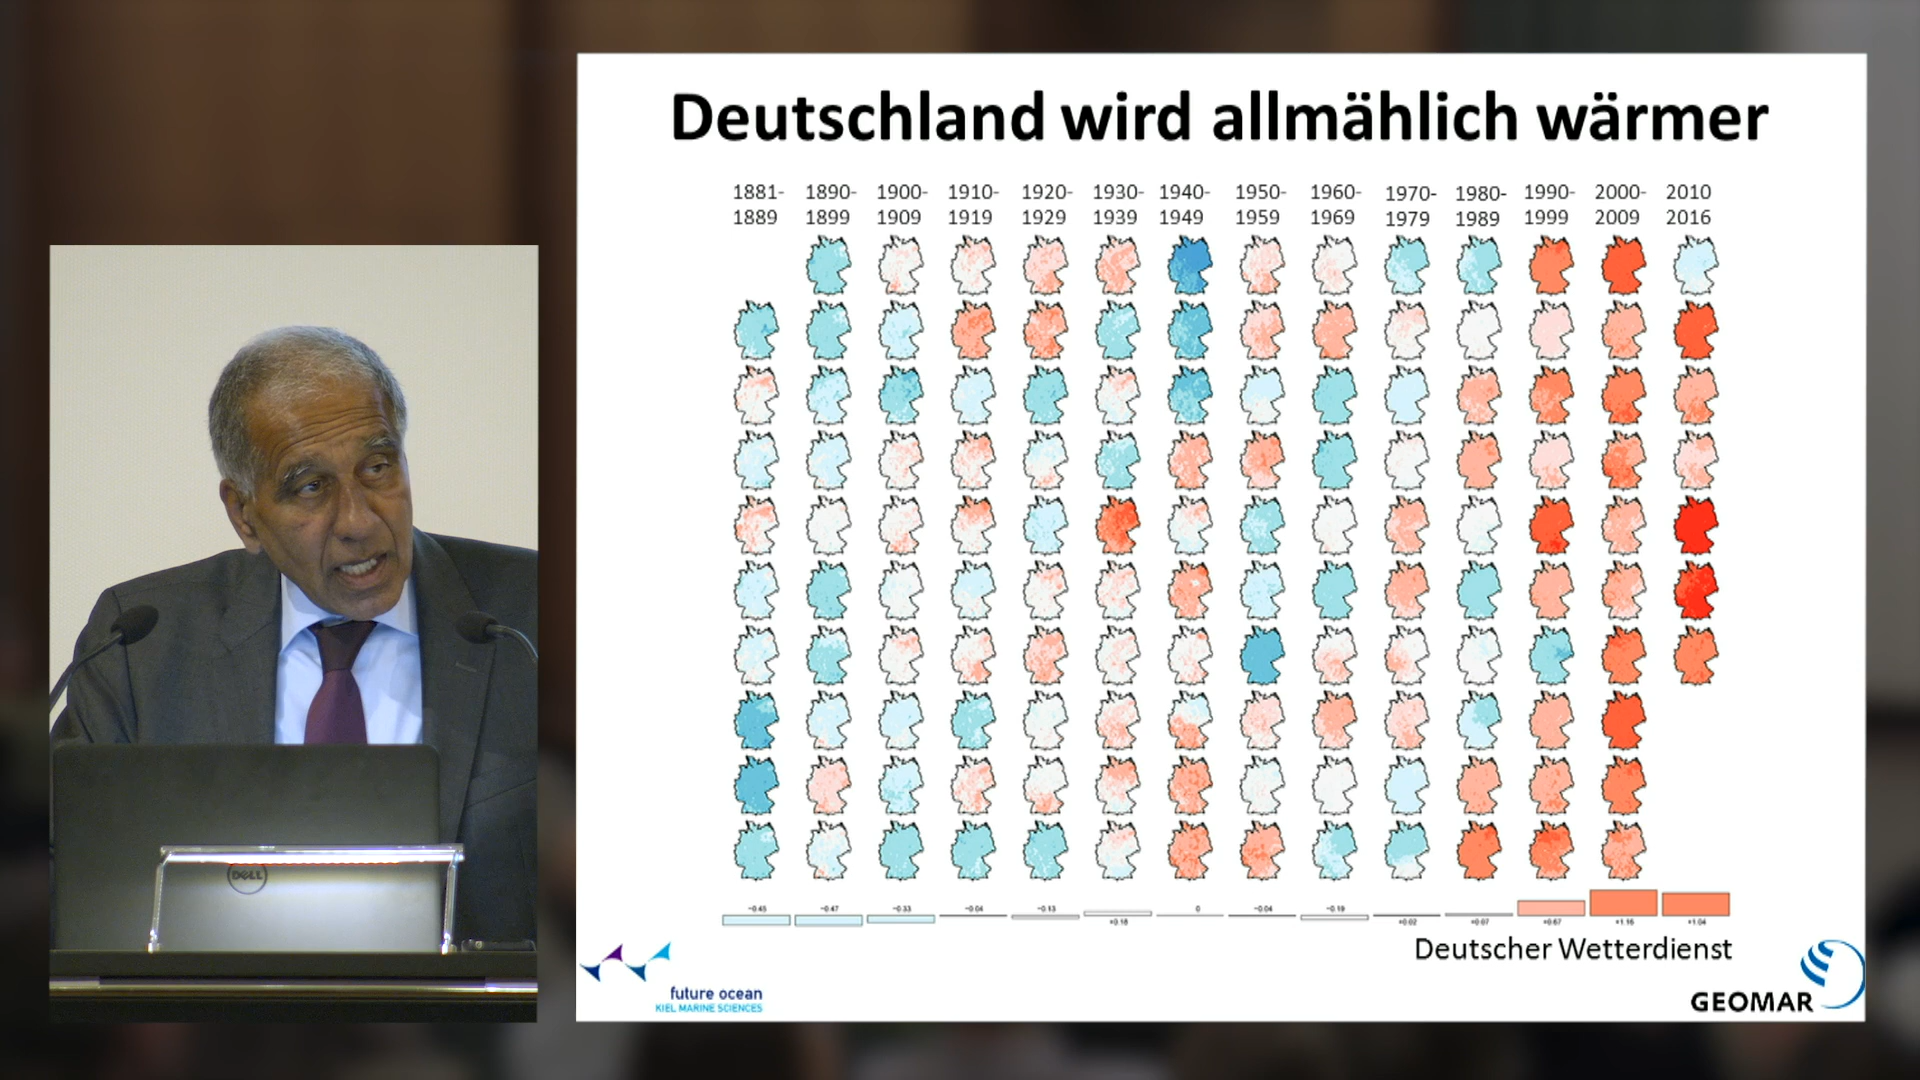 Deutschland wird allmählich wärmer
1881- 1890- 1900- 1910- 1920- 1930- 1940- 1950- 1960- 1970- 1980- 1990- 2000- 2010
1889 1899 1909 1919 1929 1939 1949 1959 1969 1979 1989 1999 2009 2016
-0.45 -0.47 -0.33 -0.04 -0.13 +0.18 0 -0.04 -0.19 +0.02 +0.07 +0.67 +1.16 +1.04
Deutscher Wetterdienst
future ocean
KIEL MARINE SCIENCES
GEOMAR
DELL